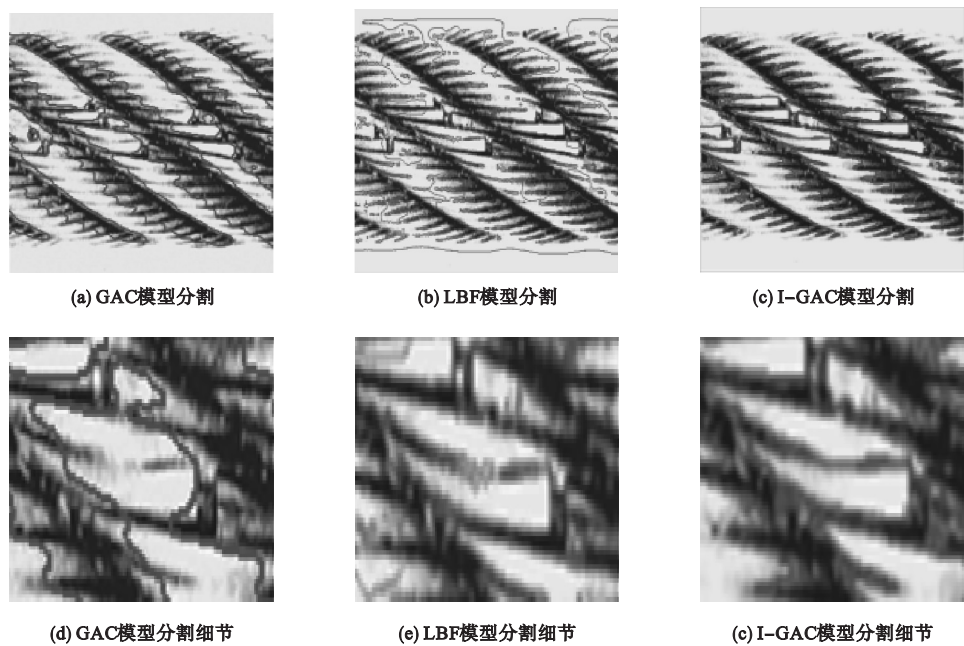 (a) GAC模型分割
(b) LBF模型分割
(c) I-GAC模型分割
(d) GAC模型分割细节
(e) LBF模型分割细节
(c) I-GAC模型分割细节